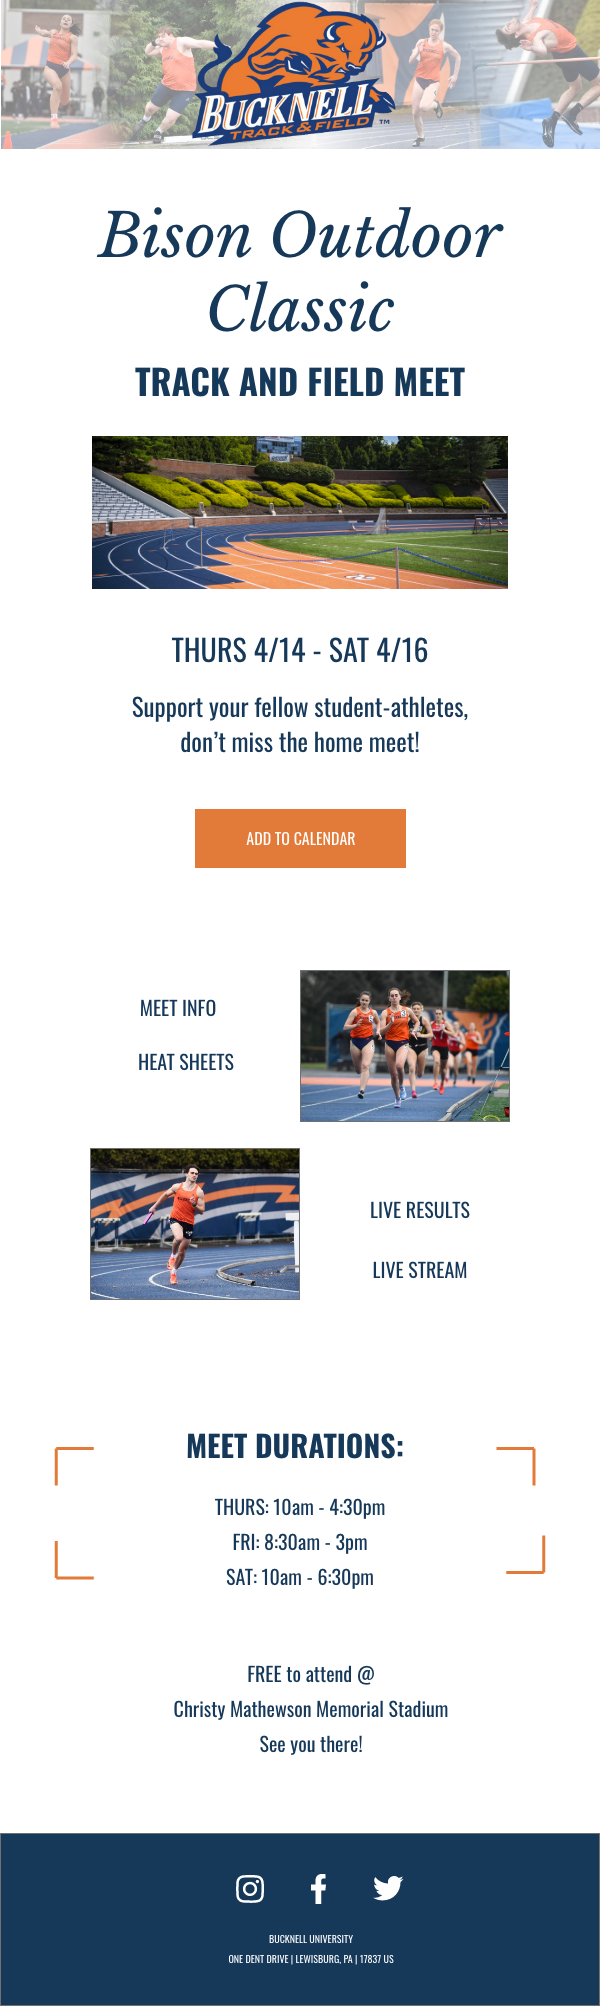 BUCKNELL
TRACK & FIELD
TM
Bison Outdoor
Classic
TRACK AND FIELD MEET
THURS 4/14 - SAT 4/16
Support your fellow student-athletes,
don’t miss the home meet!
ADD TO CALENDAR
MEET INFO
HEAT SHEETS
LIVE RESULTS
LIVE STREAM
MEET DURATIONS:
THURS: 10am - 4:30pm
FRI: 8:30am - 3pm
SAT: 10am - 6:30pm
FREE to attend @
Christy Mathewson Memorial Stadium
See you there!
BUCKNELL UNIVERSITY
ONE DENT DRIVE | LEWISBURG, PA | 17837 US